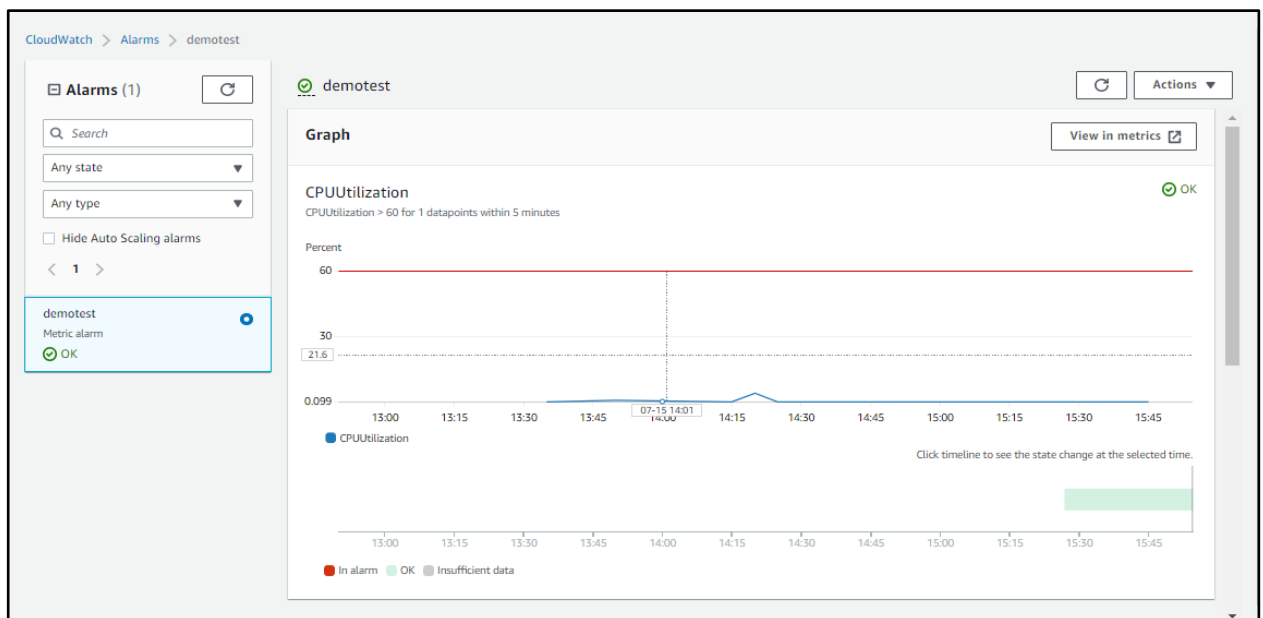 CloudWatch > Alarms > demotest
Alarms (1)
Search
Any state
Any type
Hide Auto Scaling alarms
< 1 >
demotest
Metric alarm
OK
demotest
Actions
Graph
View in metrics
CPUUtilization
OK
CPUUtilization > 60 for 1 datapoints within 5 minutes
Percent
60
30
21.6
0.099
13:00 13:15 13:30 13:45 14:00 14:15 14:30 14:45 15:00 15:15 15:30 15:45
07-15 14:01
CPUUtilization
Click timeline to see the state change at the selected time.
13:00 13:15 13:30 13:45 14:00 14:15 14:30 14:45 15:00 15:15 15:30 15:45
In alarm OK Insufficient data